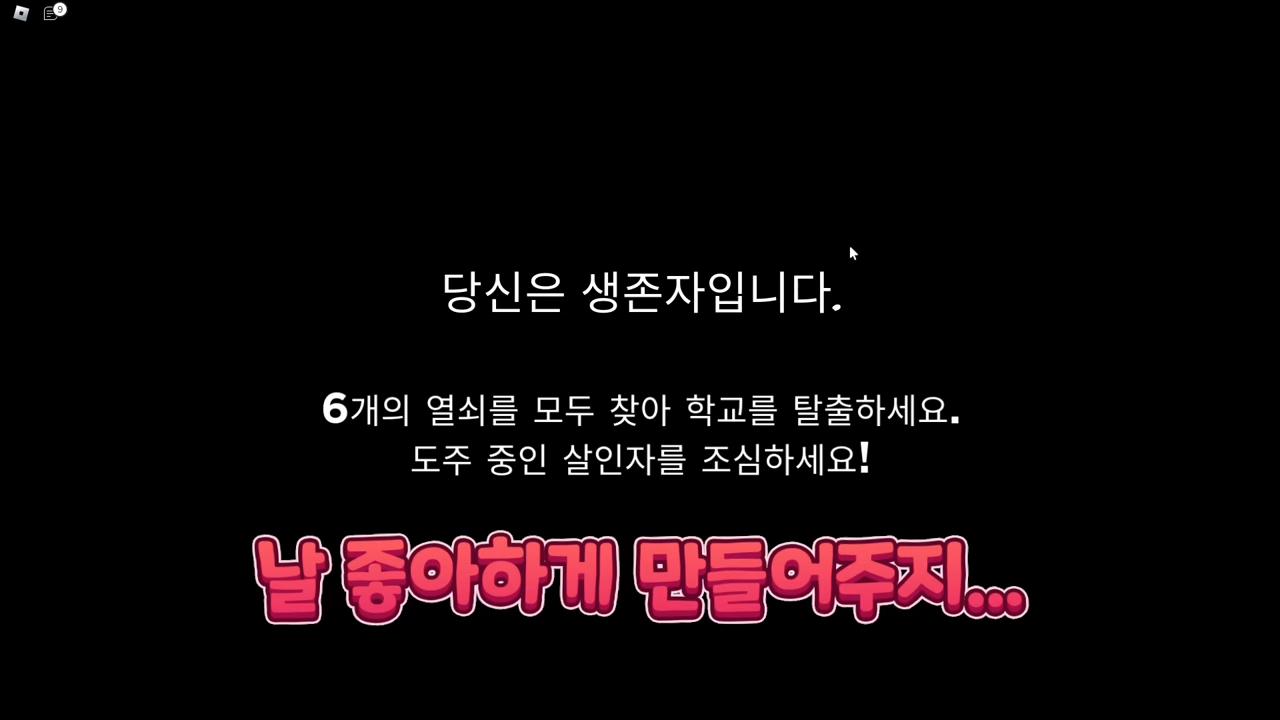 9
당신은 생존자입니다.
6개의 열쇠를 모두 찾아 학교를 탈출하세요.
도주 중인 살인자를 조심하세요!
날 좋아하게 만들어주지...